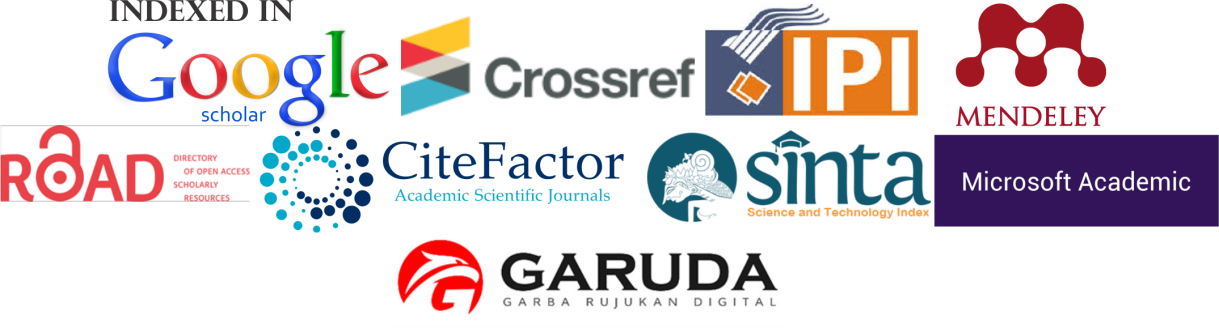 INDEXED IN
Google
scholar
Crossref
IPI
MENDELEY
ROAD
DIRECTORY
OF OPEN ACCESS
SCHOLARLY
RESOURCES
CiteFactor
Academic Scientific Journals
sinta
Science and Technology Index
Microsoft Academic
GARUDA
GARBA RUJUKAN DIGITAL